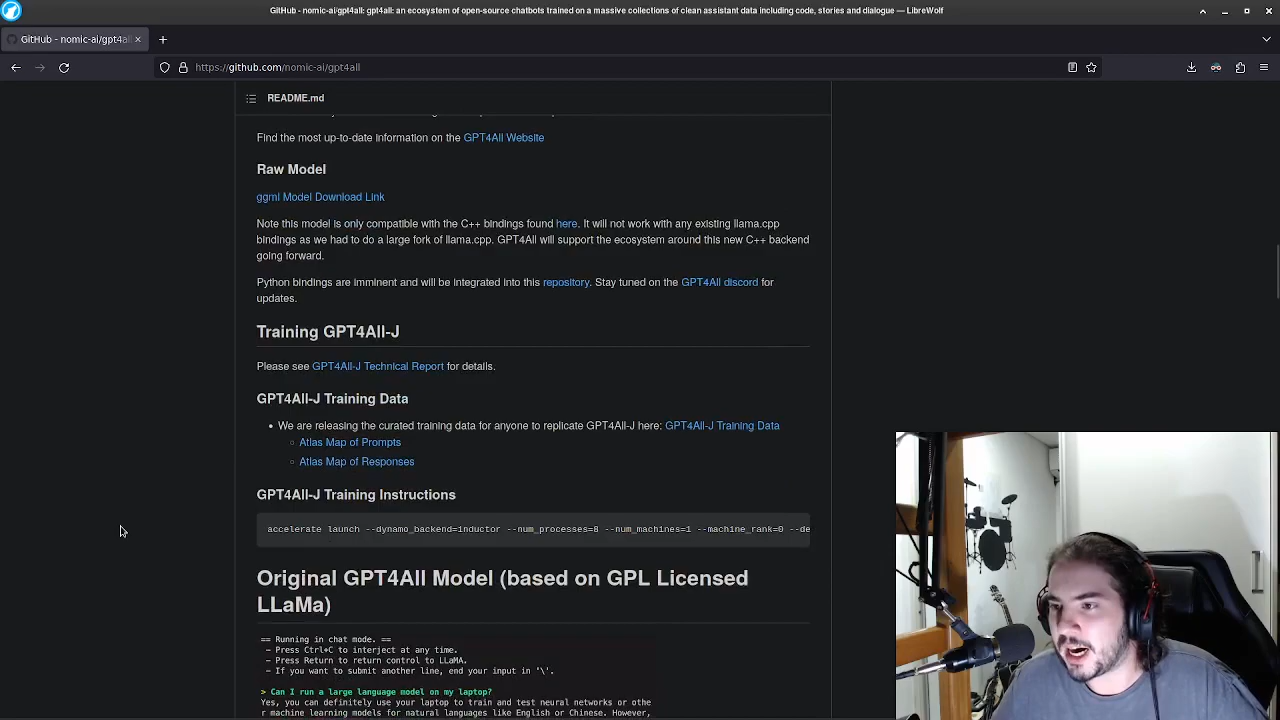 GitHub - nomic-ai/gpt4all: gpt4all: an ecosystem of open-source chatbots trained on a massive collections of clean assistant data including code, stories and dialogue — LibreWolf
GitHub - nomic-ai/gpt4all
https://github.com/nomic-ai/gpt4all
README.md
Find the most up-to-date information on the GPT4All Website
Raw Model
ggml Model Download Link
Note this model is only compatible with the C++ bindings found here. It will not work with any existing llama.cpp
bindings as we had to do a large fork of llama.cpp. GPT4All will support the ecosystem around this new C++ backend
going forward.
Python bindings are imminent and will be integrated into this repository. Stay tuned on the GPT4All discord for
updates.
Training GPT4All-J
Please see GPT4All-J Technical Report for details.
GPT4All-J Training Data
• We are releasing the curated training data for anyone to replicate GPT4All-J here: GPT4All-J Training Data
○ Atlas Map of Prompts
○ Atlas Map of Responses
GPT4All-J Training Instructions
accelerate launch --dynamo_backend=inductor --num_processes=8 --num_machines=1 --machine_rank=0 --de
Original GPT4All Model (based on GPL Licensed
LLaMa)
== Running in chat mode. ==
- Press Ctrl+C to interject at any time.
- Press Return to return control to LLaMA.
- If you want to submit another line, end your input in '\'.
> Can I run a large language model on my laptop?
Yes, you can definitely use your laptop to train and test neural networks or othe
r machine learning models for natural languages like English or Chinese. However,